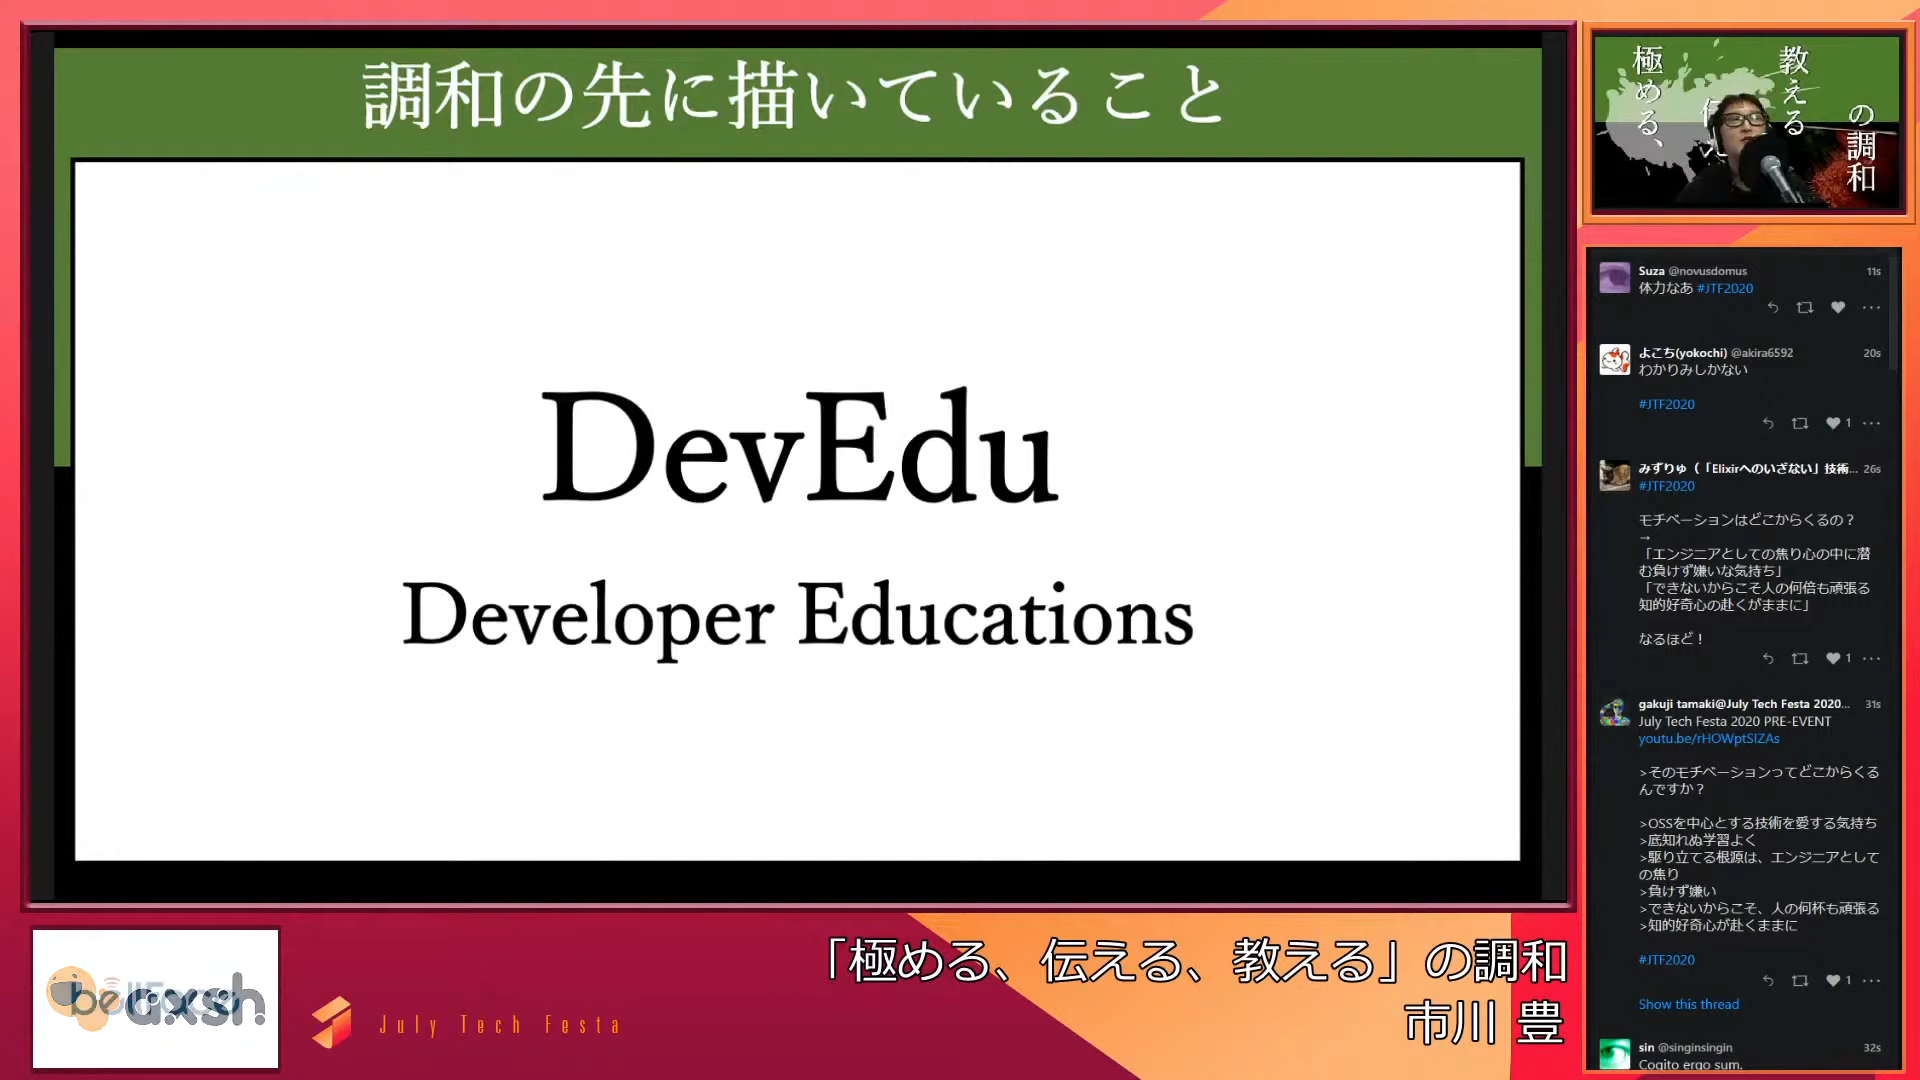 調和の先に描いていること
DevEdu
Developer Educations
極める、
教える
の調和
Suza @novusdomus 11s
体力なあ #JTF2020
よこち(yokochi) @akira6592 20s
わかりみしかない
#JTF2020
1
みずりゅ（「Elixirへのいざない」技術... 26s
#JTF2020
モチベーションはどこからくるの？
→
「エンジニアとしての焦り心の中に潜
む負けず嫌いな気持ち」
「できないからこそ人の何倍も頑張る
知的好奇心の赴くがままに」
なるほど！
1
gakuji tamaki@July Tech Festa 2020... 31s
July Tech Festa 2020 PRE-EVENT
youtu.be/rHOWptSIZAs
>そのモチベーションってどこからくる
んですか？
>OSSを中心とする技術を愛する気持ち
>底知れぬ学習よく
>駆り立てる根源は、エンジニアとして
の焦り
>負けず嫌い
>できないからこそ、人の何杯も頑張る
>知的好奇心が赴くままに
#JTF2020
1
Show this thread
sin @singinsingin 32s
Cogito ergo sum.
「極める、伝える、教える」の調和
市川 豊
axsh
July Tech Festa